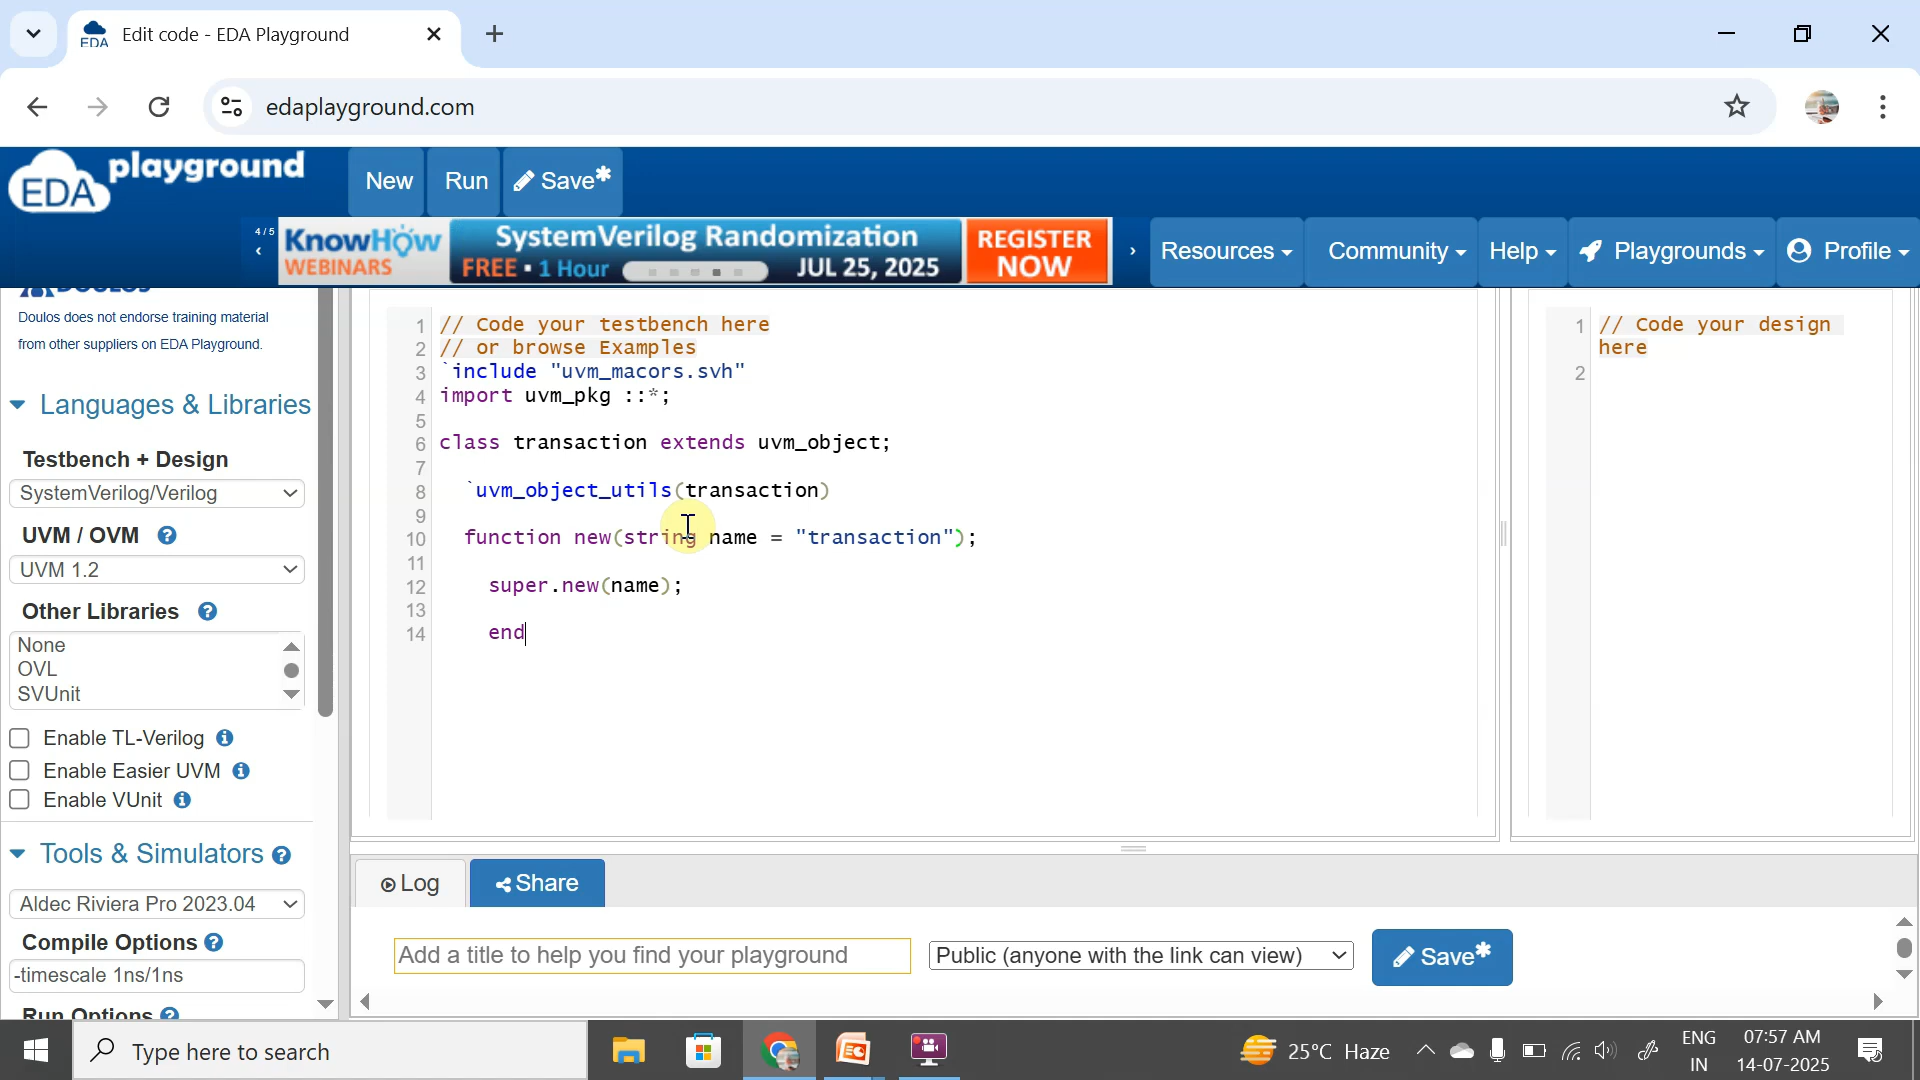 EDA Edit code - EDA Playground
edaplayground.com
EDA playground
New Run Save*
4/5
KnowHow WEBINARS
SystemVerilog Randomization
FREE • 1 Hour JUL 25, 2025
REGISTER NOW
Resources Community Help Playgrounds Profile
DOULOS
Doulos does not endorse training material
from other suppliers on EDA Playground.
Languages & Libraries
Testbench + Design
SystemVerilog/Verilog
UVM / OVM ?
UVM 1.2
Other Libraries ?
None
OVL
SVUnit
Enable TL-Verilog i
Enable Easier UVM i
Enable VUnit i
Tools & Simulators ?
Aldec Riviera Pro 2023.04
Compile Options ?
-timescale 1ns/1ns
Run Options ?
1 // Code your testbench here
2 // or browse Examples
3 `include "uvm_macors.svh"
4 import uvm_pkg ::*;
5
6 class transaction extends uvm_object;
7
8 `uvm_object_utils(transaction)
9
10 function new(string name = "transaction");
11
12 super.new(name);
13
14 end
1 // Code your design
here
2
Log Share
Add a title to help you find your playground
Public (anyone with the link can view)
Save*
Type here to search
25°C Haze
ENG
IN
07:57 AM
14-07-2025